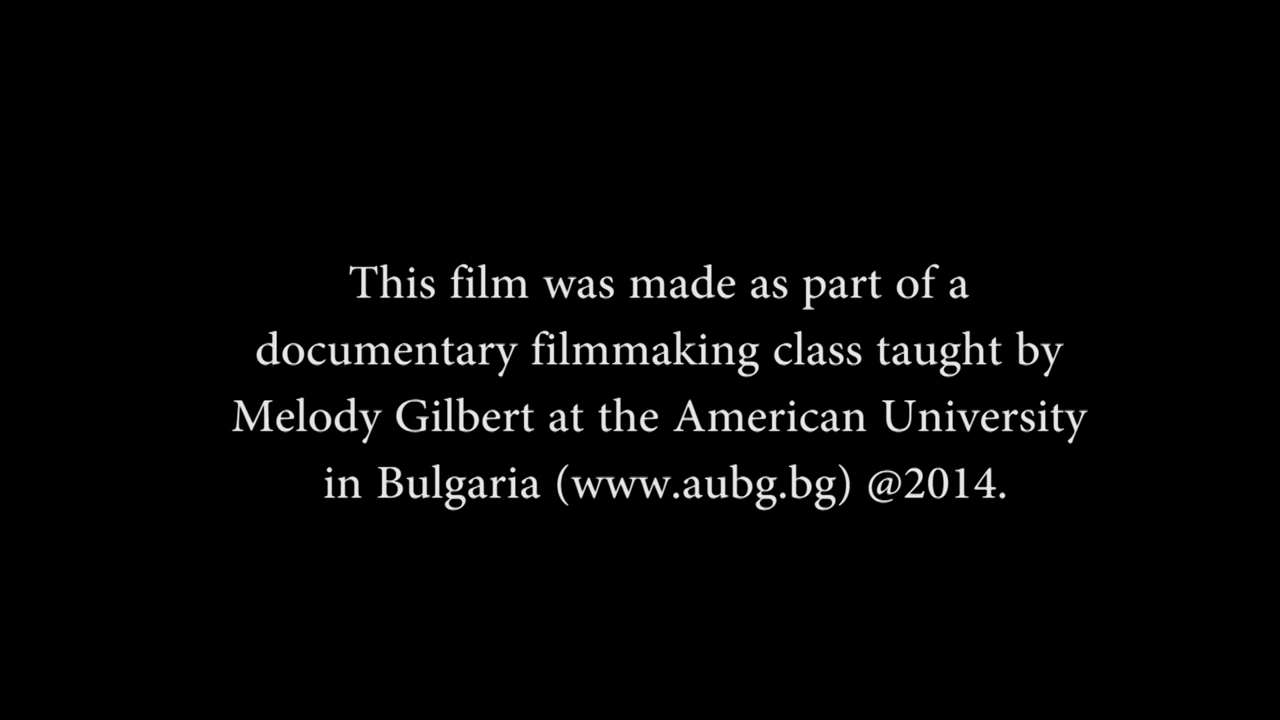 This film was made as part of a
documentary filmmaking class taught by
Melody Gilbert at the American University
in Bulgaria (www.aubg.bg) @2014.